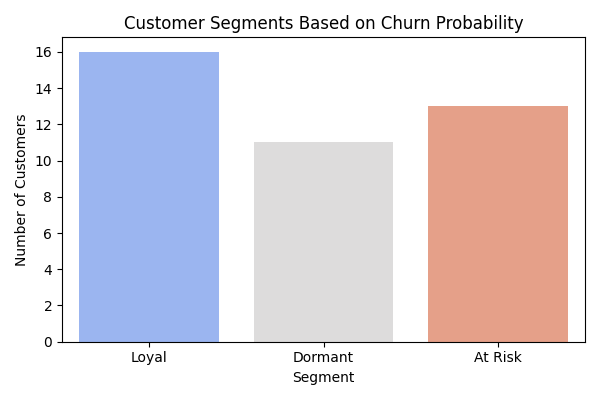 Customer Segments Based on Churn Probability
Number of Customers
16
14
12
10
8
6
4
2
0
Loyal Dormant At Risk
Segment